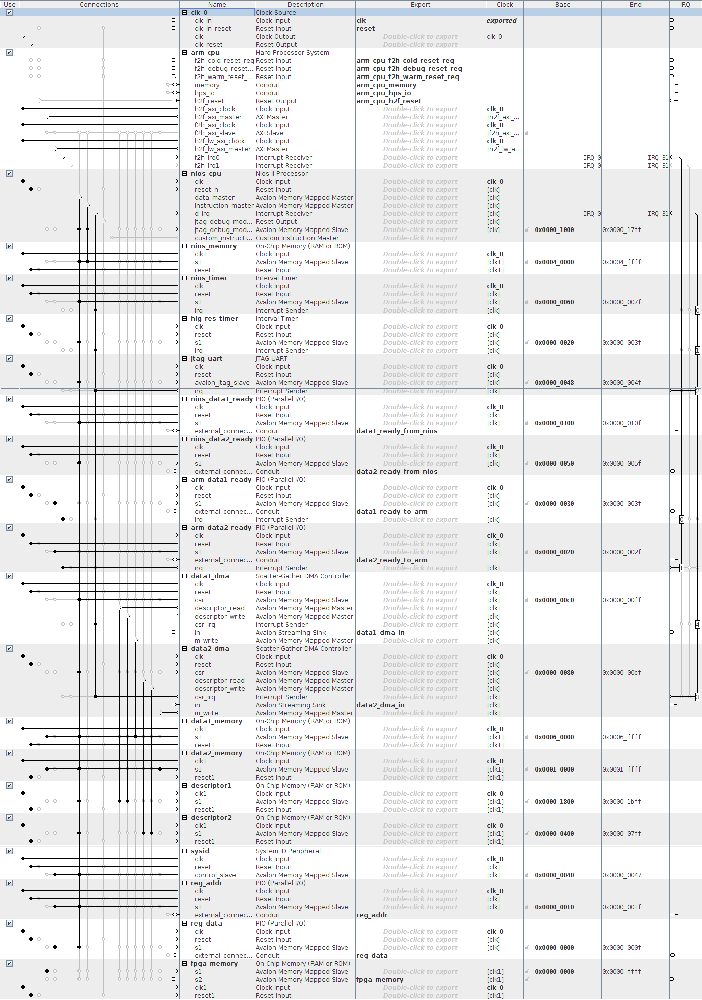 Use Connections Name Description Export Clock Base End IRQ
clk_0 Clock Source
clk_in Clock Input clk exported
clk_in_reset Reset Input reset
clk Clock Output Double-click to export clk_0
clk_reset Reset Output Double-click to export
arm_cpu Hard Processor System
f2h_cold_reset_req Reset Input arm_cpu_f2h_cold_reset_req
f2h_debug_reset... Reset Input arm_cpu_f2h_debug_reset_req
f2h_warm_reset_... Reset Input arm_cpu_f2h_warm_reset_req
memory Conduit arm_cpu_memory
hps_io Conduit arm_cpu_hps_io
h2f_reset Reset Output arm_cpu_h2f_reset
h2f_axi_clock Clock Input Double-click to export clk_0
h2f_axi_master AXI Master Double-click to export [h2f_axi_...
f2h_axi_clock Clock Input Double-click to export clk_0
f2h_axi_slave AXI Slave Double-click to export [f2h_axi_...
h2f_lw_axi_clock Clock Input Double-click to export clk_0
h2f_lw_axi_master AXI Master Double-click to export [h2f_lw_a...
f2h_irq0 Interrupt Receiver Double-click to export IRQ 0 IRQ 31
f2h_irq1 Interrupt Receiver Double-click to export IRQ 0 IRQ 31
nios_cpu Nios II Processor
clk Clock Input Double-click to export clk_0
reset_n Reset Input Double-click to export [clk]
data_master Avalon Memory Mapped Master Double-click to export [clk]
instruction_master Avalon Memory Mapped Master Double-click to export [clk]
d_irq Interrupt Receiver Double-click to export [clk] IRQ 0 IRQ 31
jtag_debug_mod... Reset Output Double-click to export [clk]
jtag_debug_mod... Avalon Memory Mapped Slave Double-click to export [clk] 0x0000_1000 0x0000_17ff
custom_instructi... Custom Instruction Master Double-click to export
nios_memory On-Chip Memory (RAM or ROM)
clk1 Clock Input Double-click to export clk_0
s1 Avalon Memory Mapped Slave Double-click to export [clk1] 0x0004_0000 0x0004_ffff
reset1 Reset Input Double-click to export [clk1]
nios_timer Interval Timer
clk Clock Input Double-click to export clk_0
reset Reset Input Double-click to export [clk]
s1 Avalon Memory Mapped Slave Double-click to export [clk] 0x0000_0060 0x0000_007f
irq Interrupt Sender Double-click to export [clk] 0
hig_res_timer Interval Timer
clk Clock Input Double-click to export clk_0
reset Reset Input Double-click to export [clk]
s1 Avalon Memory Mapped Slave Double-click to export [clk] 0x0000_0020 0x0000_003f
irq Interrupt Sender Double-click to export [clk] 1
jtag_uart JTAG UART
clk Clock Input Double-click to export clk_0
reset Reset Input Double-click to export [clk]
avalon_jtag_slave Avalon Memory Mapped Slave Double-click to export [clk] 0x0000_0048 0x0000_004f
irq Interrupt Sender Double-click to export [clk] 2
nios_data1_ready PIO (Parallel I/O)
clk Clock Input Double-click to export clk_0
reset Reset Input Double-click to export [clk]
s1 Avalon Memory Mapped Slave Double-click to export [clk] 0x0000_0100 0x0000_010f
external_connec... Conduit data1_ready_from_nios
nios_data2_ready PIO (Parallel I/O)
clk Clock Input Double-click to export clk_0
reset Reset Input Double-click to export [clk]
s1 Avalon Memory Mapped Slave Double-click to export [clk] 0x0000_0050 0x0000_005f
external_connec... Conduit data2_ready_from_nios
arm_data1_ready PIO (Parallel I/O)
clk Clock Input Double-click to export clk_0
reset Reset Input Double-click to export [clk]
s1 Avalon Memory Mapped Slave Double-click to export [clk] 0x0000_0030 0x0000_003f
external_connec... Conduit data1_ready_to_arm
irq Interrupt Sender Double-click to export [clk] 0
arm_data2_ready PIO (Parallel I/O)
clk Clock Input Double-click to export clk_0
reset Reset Input Double-click to export [clk]
s1 Avalon Memory Mapped Slave Double-click to export [clk] 0x0000_0020 0x0000_002f
external_connec... Conduit data2_ready_to_arm
irq Interrupt Sender Double-click to export [clk] 1
data1_dma Scatter-Gather DMA Controller
clk Clock Input Double-click to export clk_0
reset Reset Input Double-click to export [clk]
csr Avalon Memory Mapped Slave Double-click to export [clk] 0x0000_00c0 0x0000_00ff
descriptor_read Avalon Memory Mapped Master Double-click to export [clk]
descriptor_write Avalon Memory Mapped Master Double-click to export [clk]
csr_irq Interrupt Sender Double-click to export [clk] 4
in Avalon Streaming Sink data1_dma_in [clk]
m_write Avalon Memory Mapped Master Double-click to export [clk]
data2_dma Scatter-Gather DMA Controller
clk Clock Input Double-click to export clk_0
reset Reset Input Double-click to export [clk]
csr Avalon Memory Mapped Slave Double-click to export [clk] 0x0000_0080 0x0000_00bf
descriptor_read Avalon Memory Mapped Master Double-click to export [clk]
descriptor_write Avalon Memory Mapped Master Double-click to export [clk]
csr_irq Interrupt Sender Double-click to export [clk] 3
in Avalon Streaming Sink data2_dma_in [clk]
m_write Avalon Memory Mapped Master Double-click to export [clk]
data1_memory On-Chip Memory (RAM or ROM)
clk1 Clock Input Double-click to export clk_0
s1 Avalon Memory Mapped Slave Double-click to export [clk1] 0x0006_0000 0x0006_ffff
reset1 Reset Input Double-click to export [clk1]
data2_memory On-Chip Memory (RAM or ROM)
clk1 Clock Input Double-click to export clk_0
s1 Avalon Memory Mapped Slave Double-click to export [clk1] 0x0001_0000 0x0001_ffff
reset1 Reset Input Double-click to export [clk1]
descriptor1 On-Chip Memory (RAM or ROM)
clk1 Clock Input Double-click to export clk_0
s1 Avalon Memory Mapped Slave Double-click to export [clk1] 0x0000_1800 0x0000_1bff
reset1 Reset Input Double-click to export [clk1]
descriptor2 On-Chip Memory (RAM or ROM)
clk1 Clock Input Double-click to export clk_0
s1 Avalon Memory Mapped Slave Double-click to export [clk1] 0x0000_0400 0x0000_07ff
reset1 Reset Input Double-click to export [clk1]
sysid System ID Peripheral
clk Clock Input Double-click to export clk_0
reset Reset Input Double-click to export [clk]
control_slave Avalon Memory Mapped Slave Double-click to export [clk] 0x0000_0040 0x0000_0047
reg_addr PIO (Parallel I/O)
clk Clock Input Double-click to export clk_0
reset Reset Input Double-click to export [clk]
s1 Avalon Memory Mapped Slave Double-click to export [clk] 0x0000_0010 0x0000_001f
external_connec... Conduit reg_addr
reg_data PIO (Parallel I/O)
clk Clock Input Double-click to export clk_0
reset Reset Input Double-click to export [clk]
s1 Avalon Memory Mapped Slave Double-click to export [clk] 0x0000_0000 0x0000_000f
external_connec... Conduit reg_data
fpga_memory On-Chip Memory (RAM or ROM)
s1 Avalon Memory Mapped Slave Double-click to export [clk1] 0x0000_0000 0x0000_ffff
s2 Avalon Memory Mapped Slave fpga_memory [clk1]
clk1 Clock Input Double-click to export clk_0
reset1 Reset Input Double-click to export [clk1]